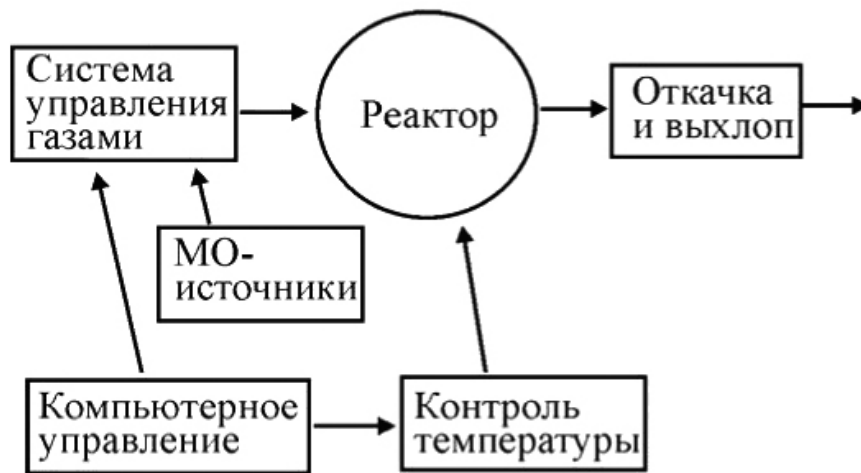 Система
управления
газами
Реактор
Откачка
и выхлоп
МО-
источники
Компьютерное
управление
Контроль
температуры